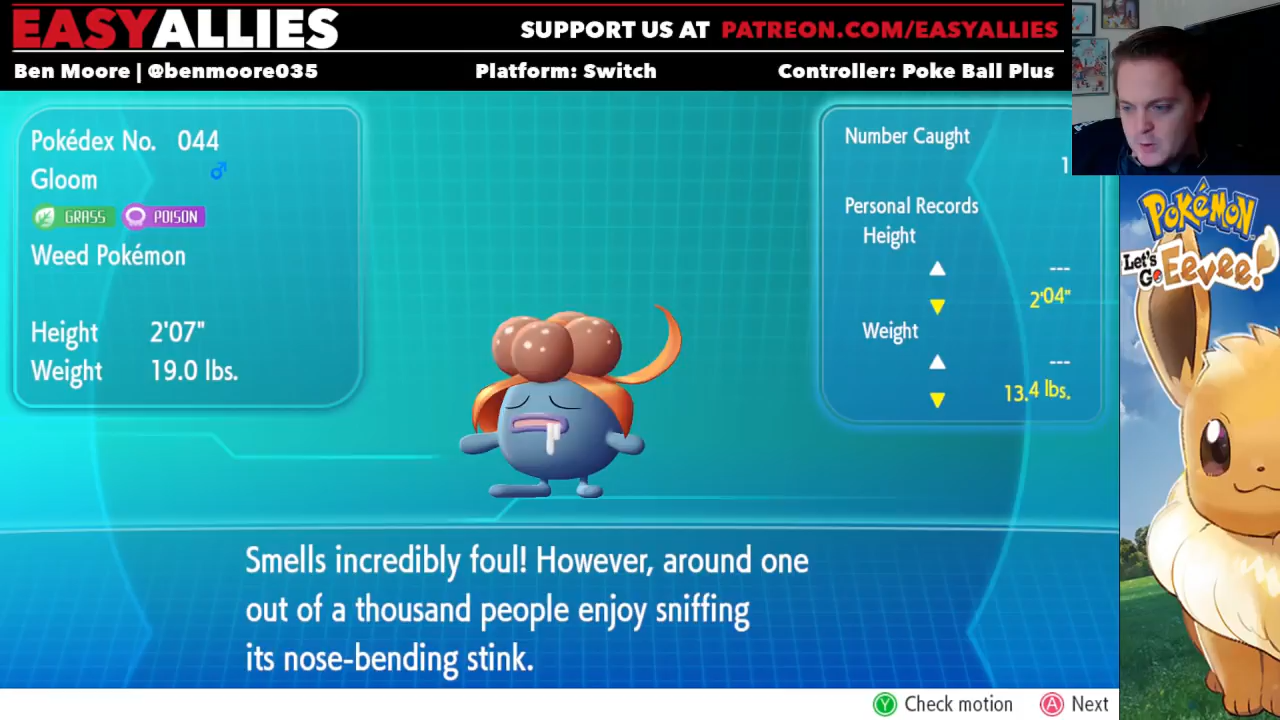 EASYALLIES
SUPPORT US AT PATREON.COM/EASYALLIES
Ben Moore | @benmoore035
Platform: Switch
Controller: Poke Ball Plus
Pokédex No. 044
Gloom ♂
GRASS POISON
Weed Pokémon
Height 2'07"
Weight 19.0 lbs.
Number Caught
1
Personal Records
Height
---
2'04"
Weight
---
13.4 lbs.
POKéMON
Let's Go Eevee!
Smells incredibly foul! However, around one
out of a thousand people enjoy sniffing
its nose-bending stink.
Y Check motion A Next